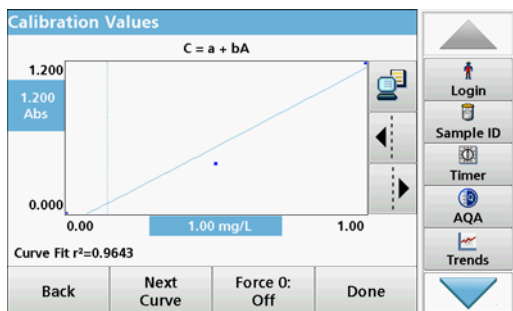 Calibration Values
C = a + bA
1.200
1.200
Abs
0.000
0.00
1.00 mg/L
1.00
Curve Fit r²=0.9643
Back
Next
Curve
Force 0:
Off
Done
Login
Sample ID
Timer
AQA
Trends